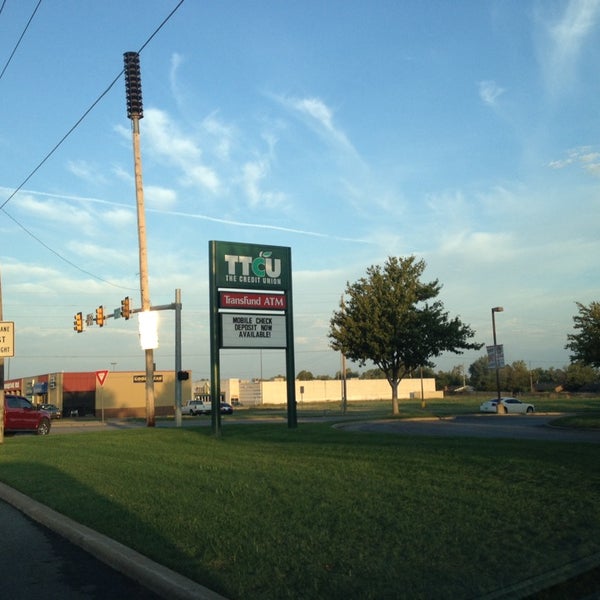 TTCU
THE CREDIT UNION
Transfund ATM
MOBILE CHECK
DEPOSIT NOW
AVAILABLE!